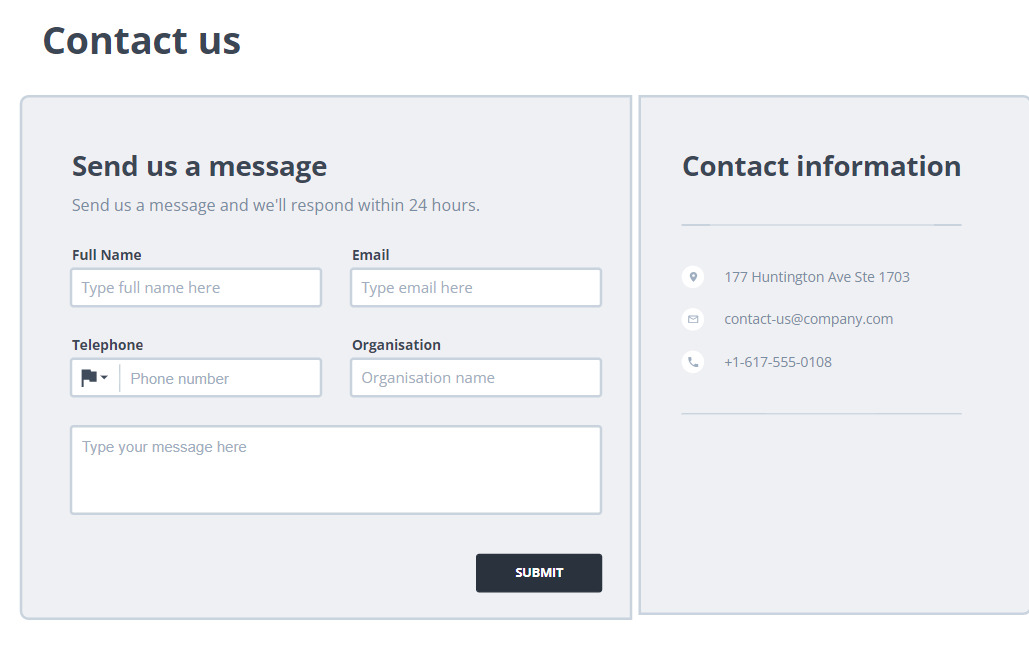 Contact us
Send us a message
Send us a message and we'll respond within 24 hours.
Full Name
Type full name here
Email
Type email here
Telephone
Phone number
Organisation
Organisation name
Type your message here
SUBMIT
Contact information
177 Huntington Ave Ste 1703
contact-us@company.com
+1-617-555-0108